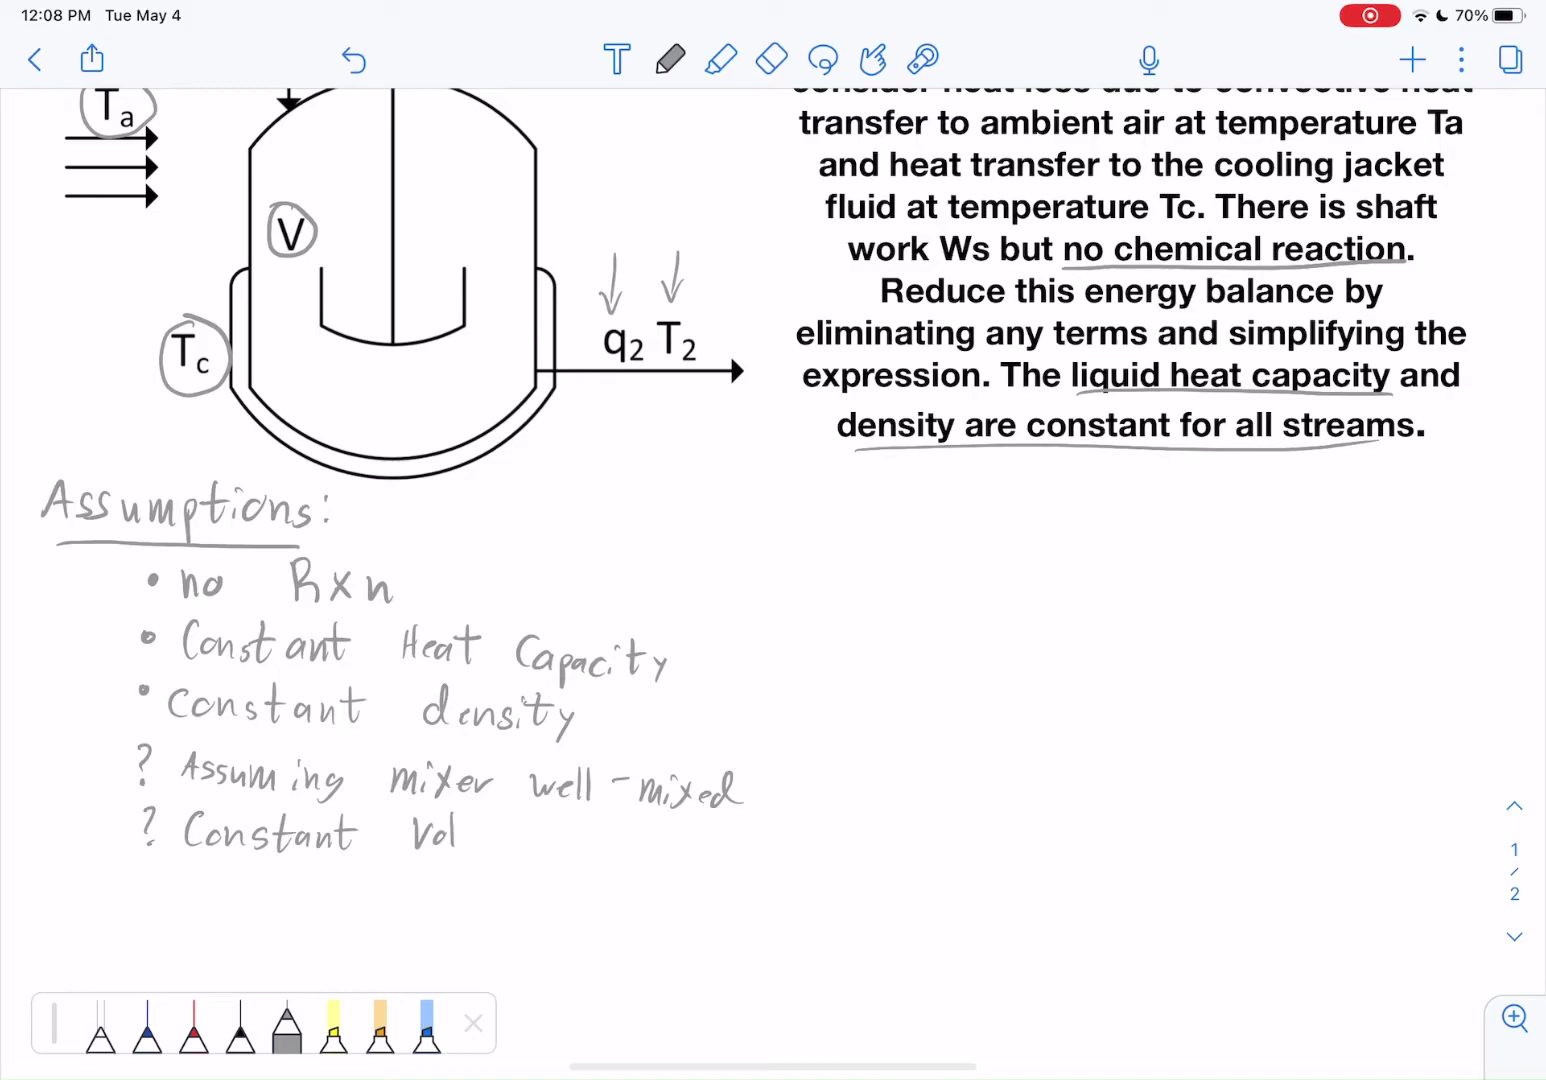 12:08 PM Tue May 4
70%
Ta
transfer to ambient air at temperature Ta
and heat transfer to the cooling jacket
fluid at temperature Tc. There is shaft
work Ws but no chemical reaction.
Reduce this energy balance by
eliminating any terms and simplifying the
expression. The liquid heat capacity and
density are constant for all streams.
V
Tc
q2 T2
Assumptions:
• no Rxn
• Constant Heat Capacity
• Constant density
? Assuming mixer well-mixed
? Constant Vol
1
/
2